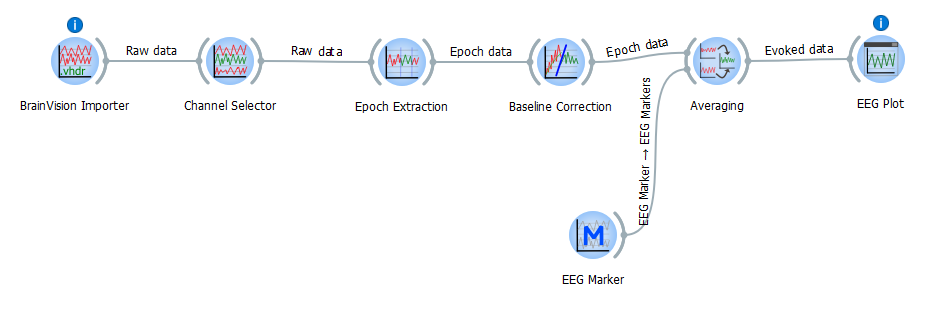 i
i
Raw data
Raw data
Epoch data
Epoch data
Evoked data
.vhdr
BrainVision Importer
Channel Selector
Epoch Extraction
Baseline Correction
Averaging
EEG Plot
EEG Marker → EEG Markers
M
EEG Marker